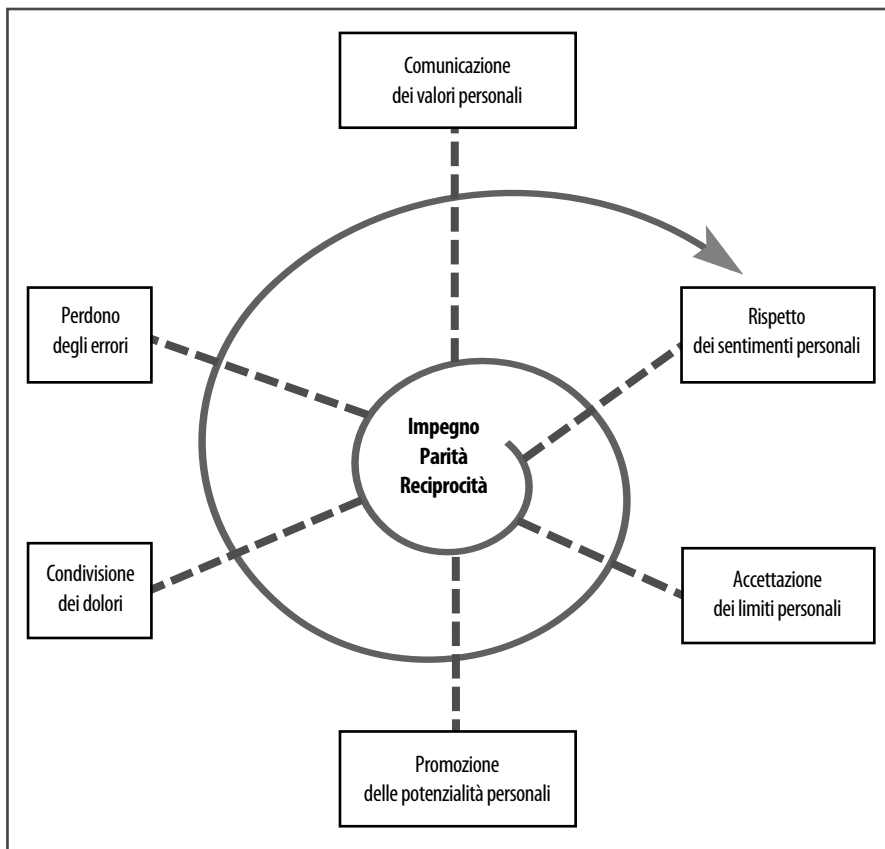 Comunicazione
dei valori personali
Perdono
degli errori
Rispetto
dei sentimenti personali
Impegno
Parità
Reciprocità
Condivisione
dei dolori
Accettazione
dei limiti personali
Promozione
delle potenzialità personali